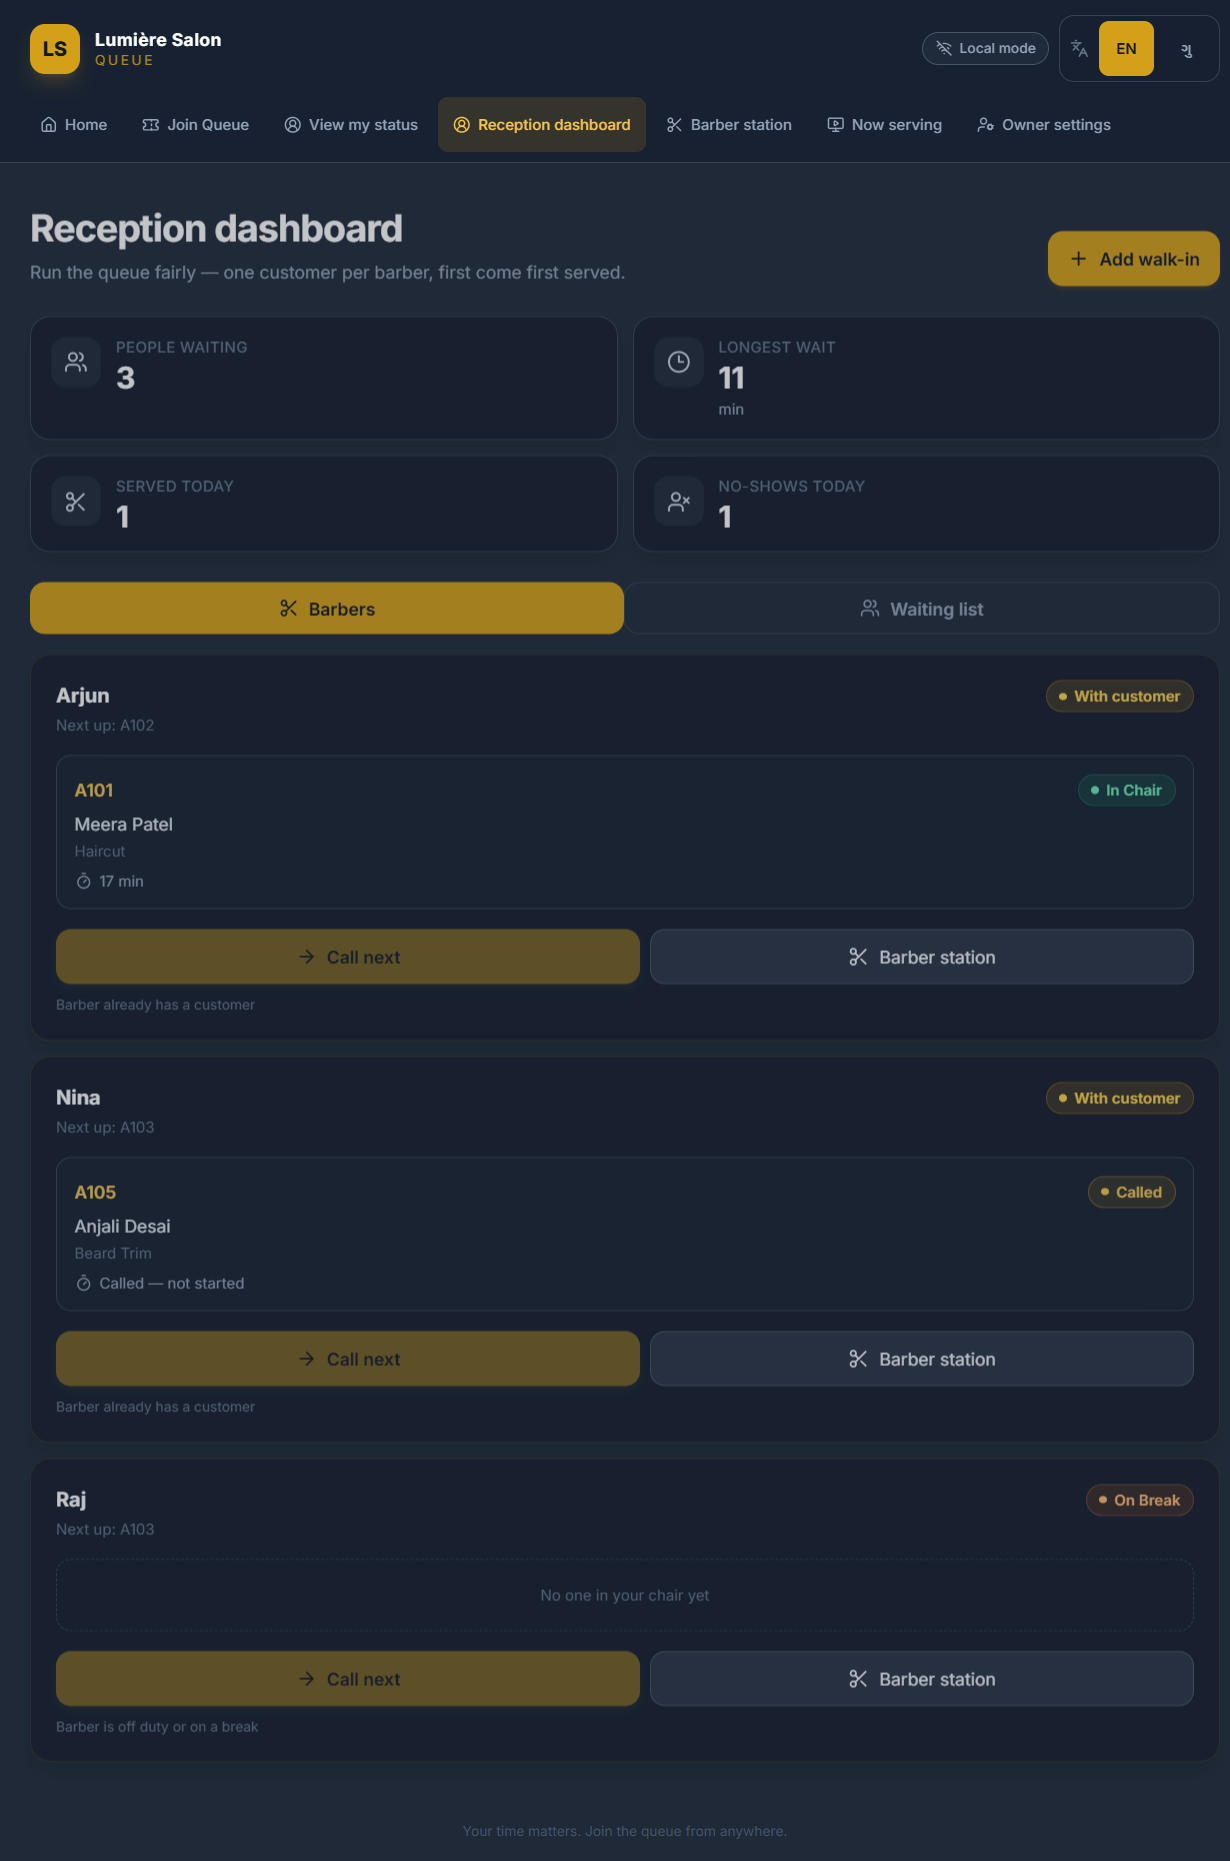 LS
Lumière Salon
QUEUE
Local mode
EN
ગુ
Home
Join Queue
View my status
Reception dashboard
Barber station
Now serving
Owner settings
Reception dashboard
Run the queue fairly — one customer per barber, first come first served.
Add walk-in
PEOPLE WAITING
3
LONGEST WAIT
11
min
SERVED TODAY
1
NO-SHOWS TODAY
1
Barbers
Waiting list
Arjun
With customer
Next up: A102
A101
In Chair
Meera Patel
Haircut
17 min
Call next
Barber station
Barber already has a customer
Nina
With customer
Next up: A103
A105
Called
Anjali Desai
Beard Trim
Called — not started
Call next
Barber station
Barber already has a customer
Raj
On Break
Next up: A103
No one in your chair yet
Call next
Barber station
Barber is off duty or on a break
Your time matters. Join the queue from anywhere.